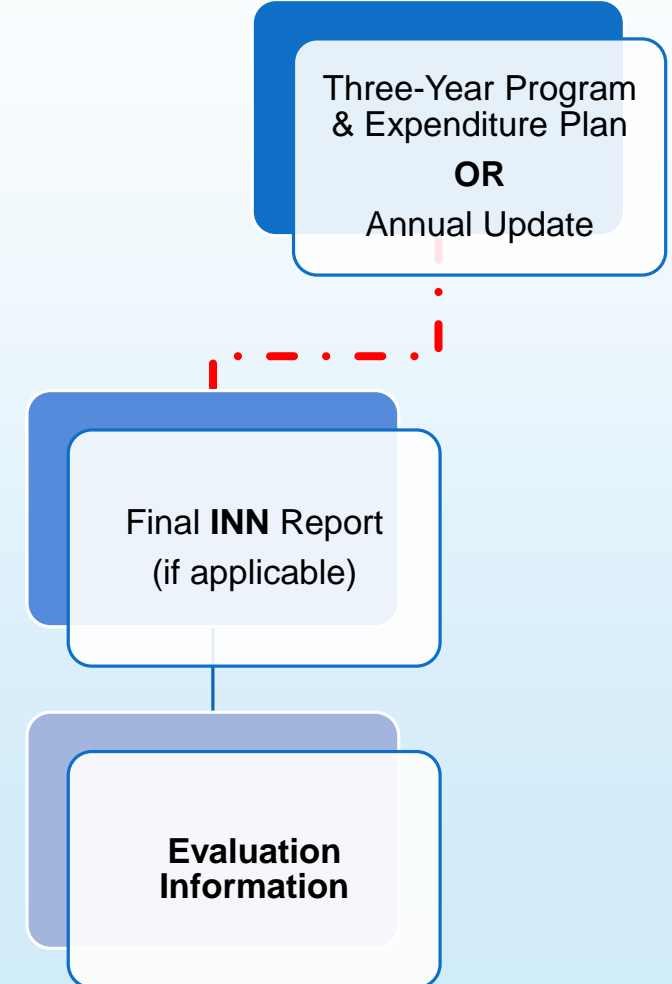 Three-Year Program
& Expenditure Plan
OR
Annual Update
Final INN Report
(if applicable)
Evaluation
Information